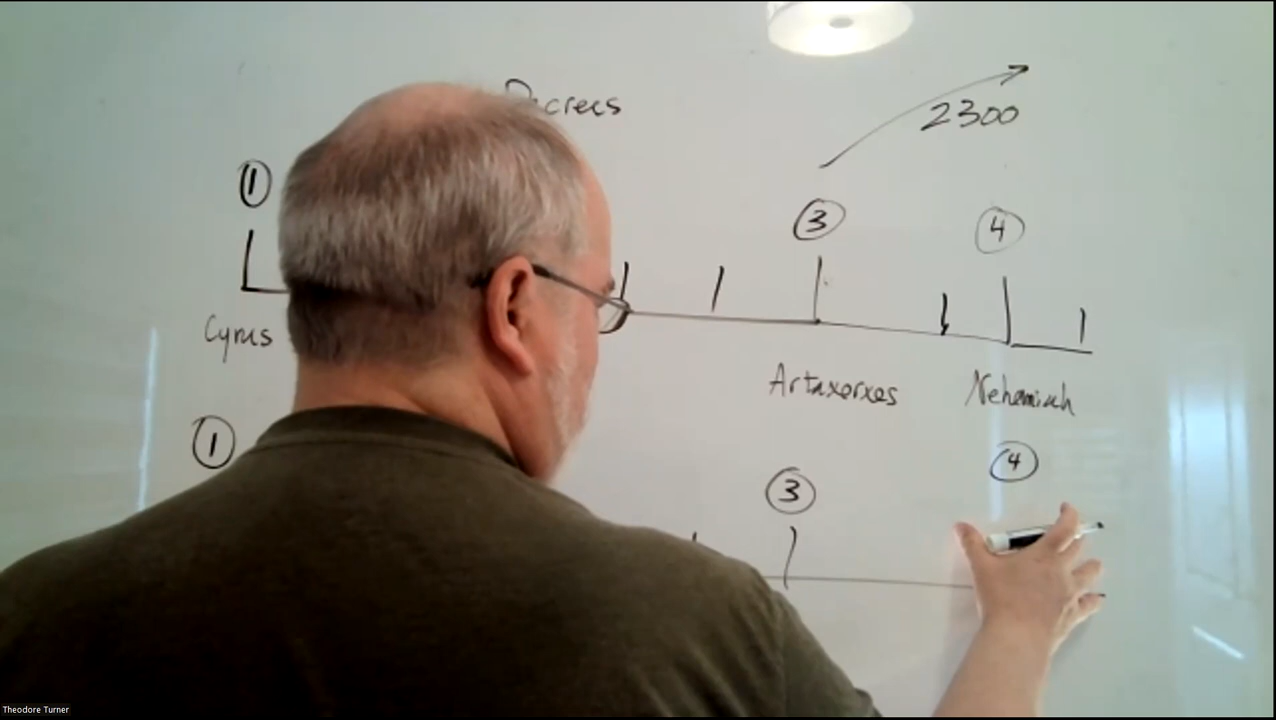 Decrees
2300
① ③ ④
Cyrus Artaxerxes Nehemiah
① ③ ④
Theodore Turner